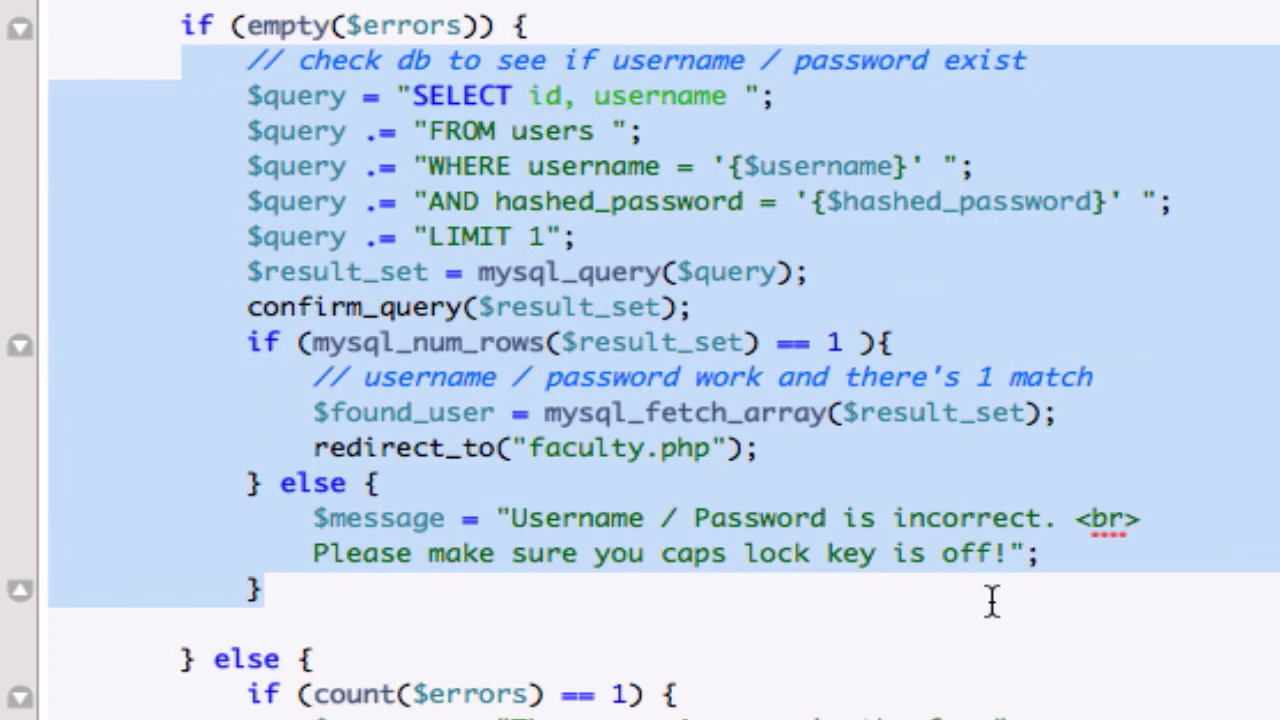 if (empty($errors)) {
// check db to see if username / password exist
$query = "SELECT id, username ";
$query .= "FROM users ";
$query .= "WHERE username = '{$username}' ";
$query .= "AND hashed_password = '{$hashed_password}' ";
$query .= "LIMIT 1";
$result_set = mysql_query($query);
confirm_query($result_set);
if (mysql_num_rows($result_set) == 1 ){
// username / password work and there's 1 match
$found_user = mysql_fetch_array($result_set);
redirect_to("faculty.php");
} else {
$message = "Username / Password is incorrect. <br>
Please make sure you caps lock key is off!";
}
} else {
if (count($errors) == 1) {